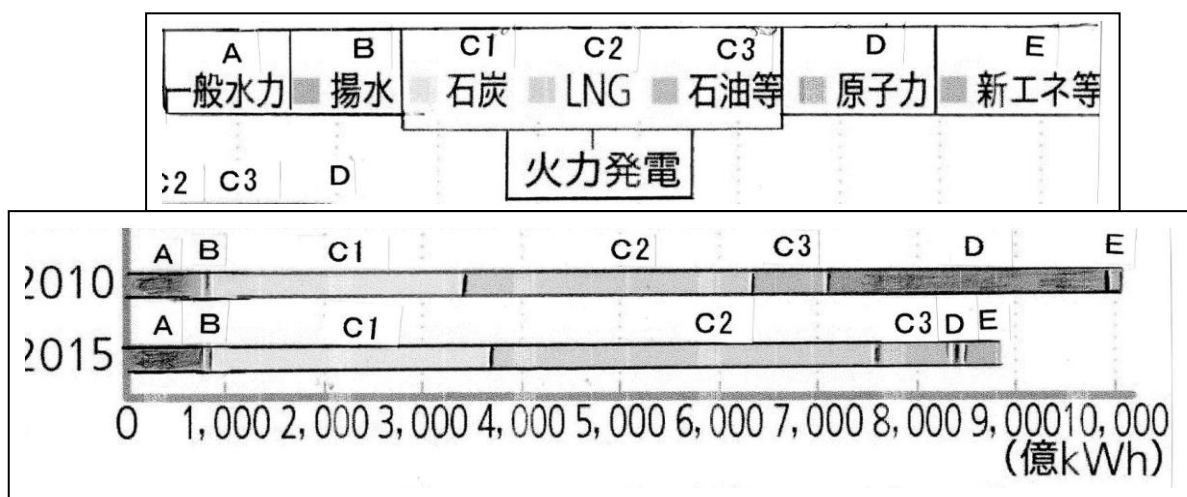 A B C1 C2 C3 D E
一般水力 揚水 石炭 LNG 石油等 原子力 新エネ等
火力発電
C2 C3 D
A B C1 C2 C3 D E
2010
A B C1 C2 C3 D E
2015
0 1,000 2,000 3,000 4,000 5,000 6,000 7,000 8,000 9,000 10,000
(億kWh)